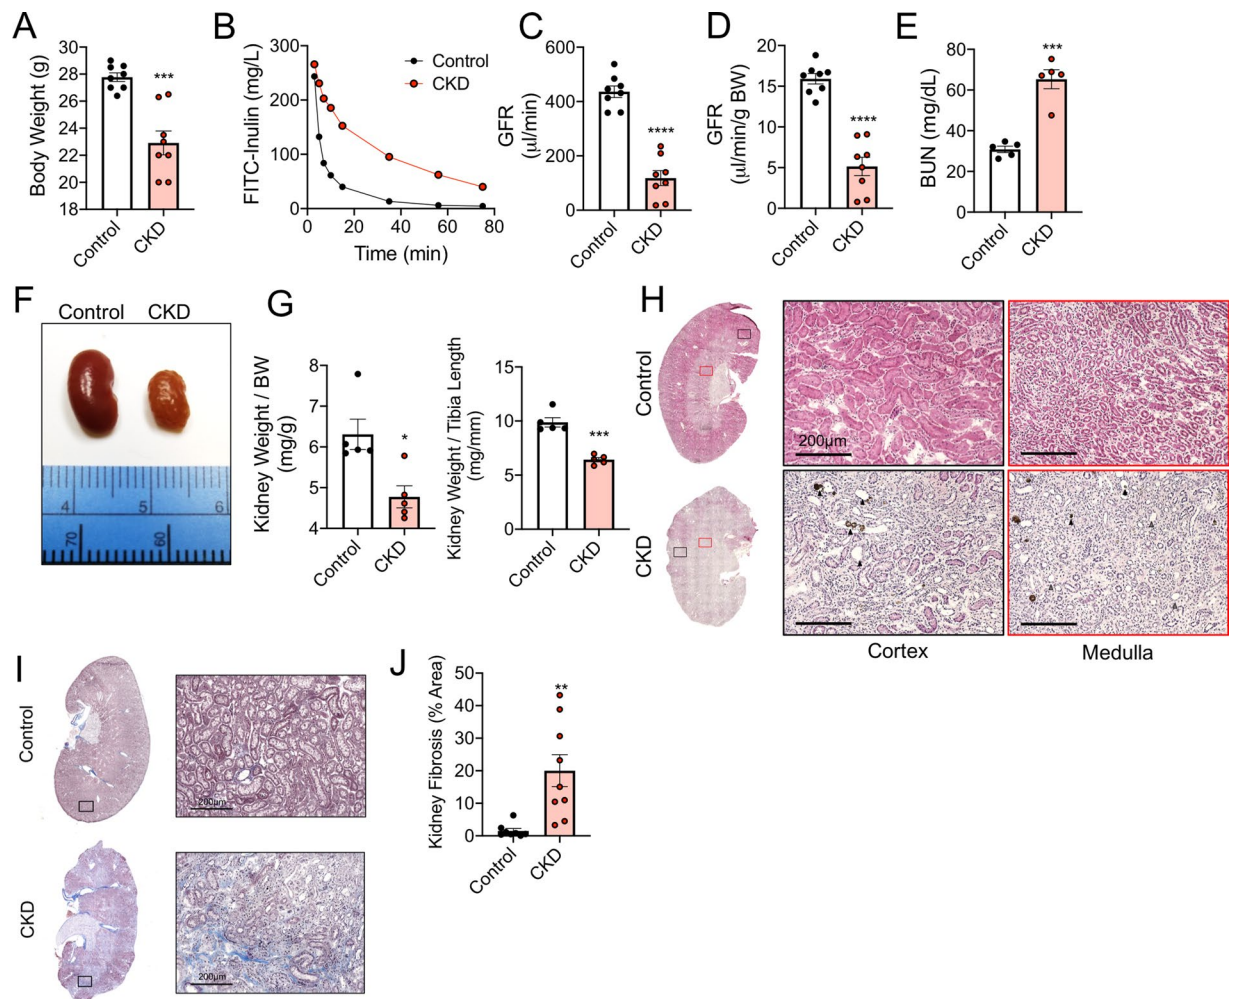 A
Body Weight (g)
30
28
26
24
22
20
18
***
Control
CKD
B
FITC-Inulin (mg/L)
300
200
100
0
0
20
40
60
80
Time (min)
Control
CKD
C
GFR
(µl/min)
600
400
200
0
****
Control
CKD
D
GFR
(µl/min/g BW)
20
15
10
5
0
****
Control
CKD
E
BUN (mg/dL)
80
60
40
20
0
***
Control
CKD
F
Control CKD
4 5 6
70 60
G
Kidney Weight / BW
(mg/g)
8
7
6
5
4
*
Control
CKD
Kidney Weight / Tibia Length
(mg/mm)
15
10
5
0
***
Control
CKD
H
Control
200µm
CKD
Cortex
Medulla
I
Control
200µm
CKD
200µm
J
Kidney Fibrosis (% Area)
50
40
30
20
10
0
**
Control
CKD